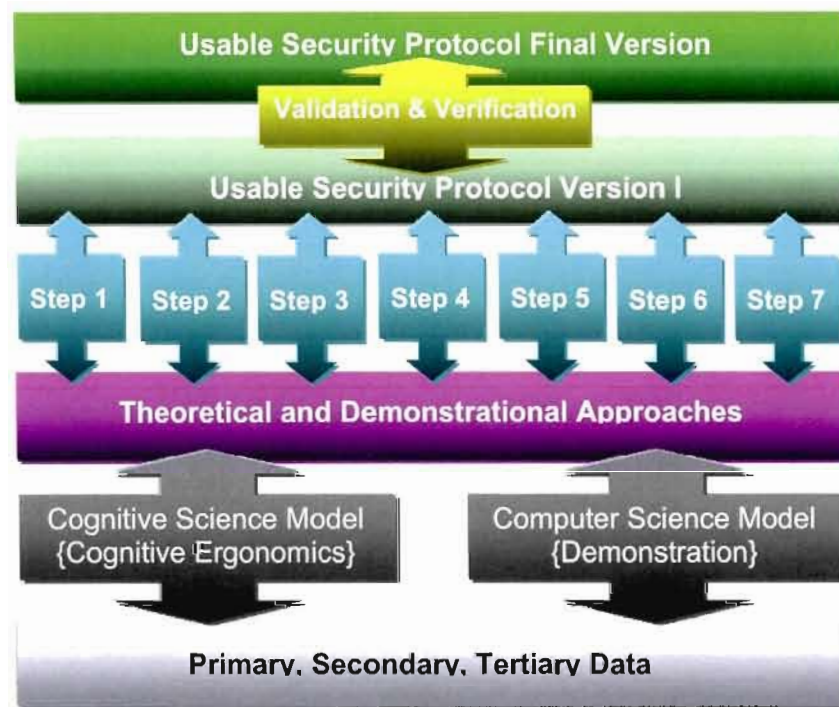 Usable Security Protocol Final Version
Validation & Verification
Usable Security Protocol Version I
Step 1
Step 2
Step 3
Step 4
Step 5
Step 6
Step 7
Theoretical and Demonstrational Approaches
Cognitive Science Model
{Cognitive Ergonomics}
Computer Science Model
{Demonstration}
Primary, Secondary, Tertiary Data